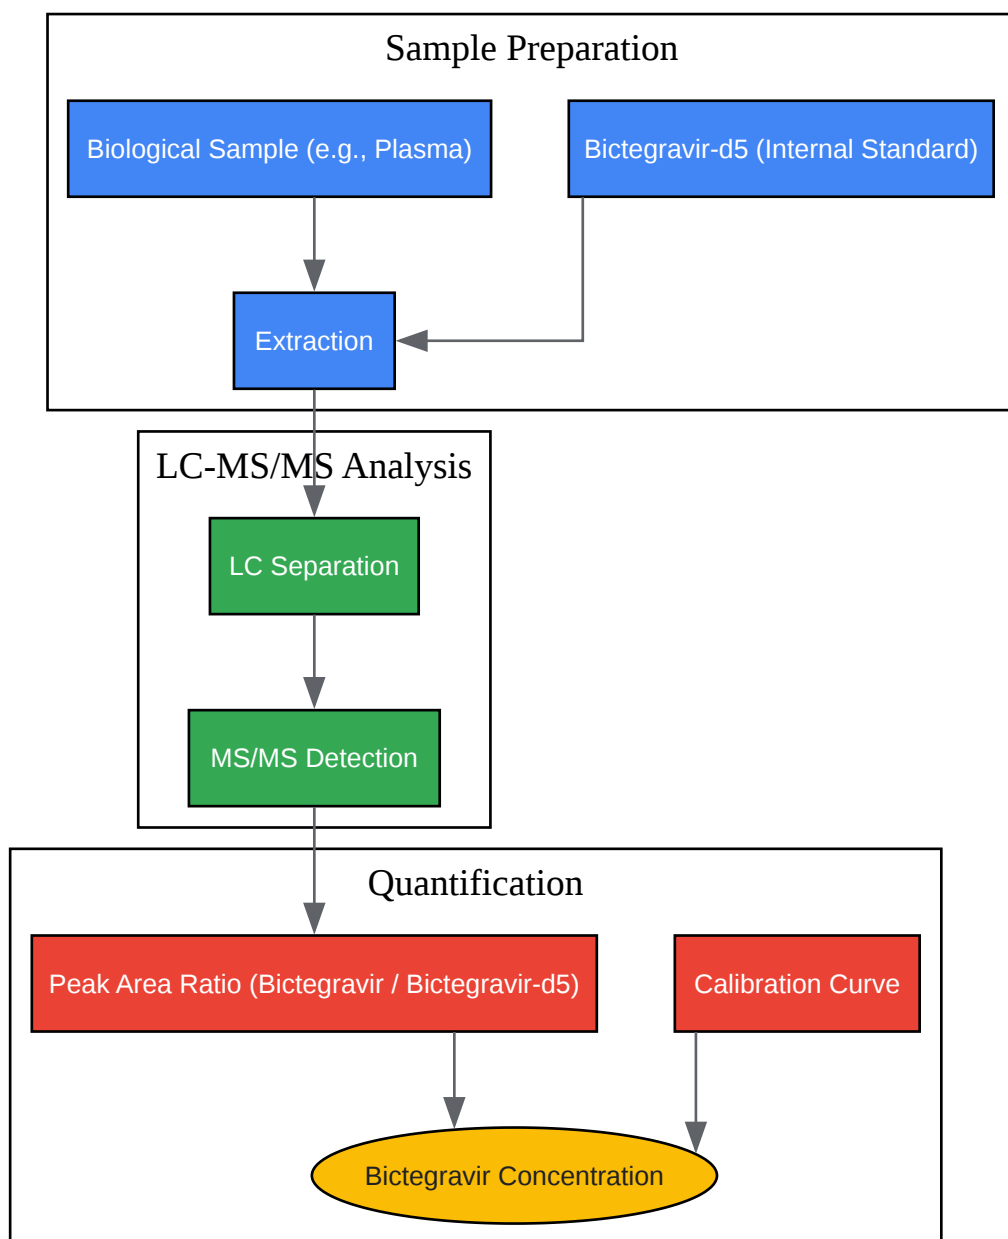 Sample Preparation
Biological Sample (e.g., Plasma)
Bictegravir-d5 (Internal Standard)
Extraction
LC-MS/MS Analysis
LC Separation
MS/MS Detection
Quantification
Peak Area Ratio (Bictegravir / Bictegravir-d5)
Calibration Curve
Bictegravir Concentration